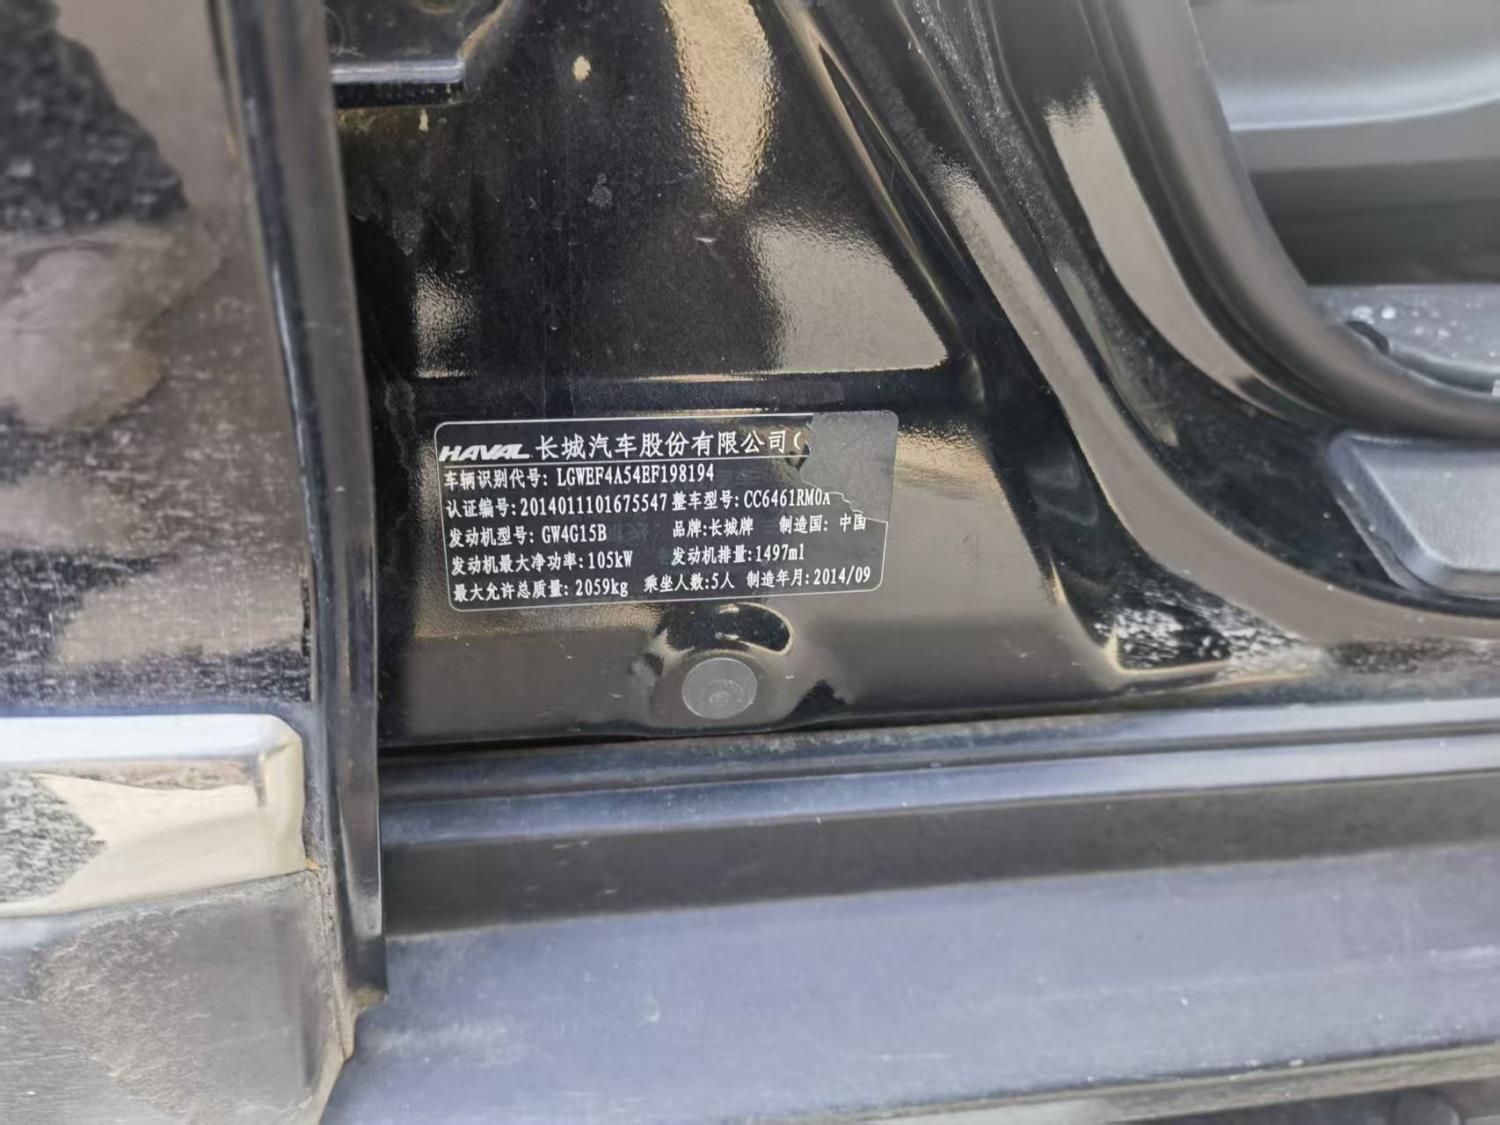 HAVAL 长城汽车股份有限公司(
车辆识别代号: LGWEF4A54EF198194
认证编号:2014011101675547 整车型号:CC6461RM0A
发动机型号: GW4G15B 品牌:长城牌 制造国: 中国
发动机最大净功率:105kW 发动机排量:1497ml
最大允许总质量: 2059kg 乘坐人数:5人 制造年月:2014/09